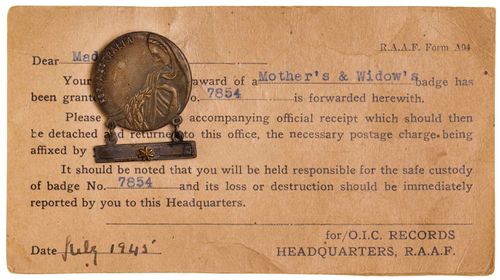 R.A.A.F. Form A94
Dear Mad
Your award of a Mother's & Widow's badge has
been grante o. 7854 is forwarded herewith.
FOR AUSTRALIA
Please accompanying official receipt which should then
be detached and returned to this office, the necessary postage charge being
affixed by
It should be noted that you will be held responsible for the safe custody
of badge No. 7854 and its loss or destruction should be immediately
reported by you to this Headquarters.
for/O.I.C. RECORDS
Date July 1945 HEADQUARTERS, R.A.A.F.